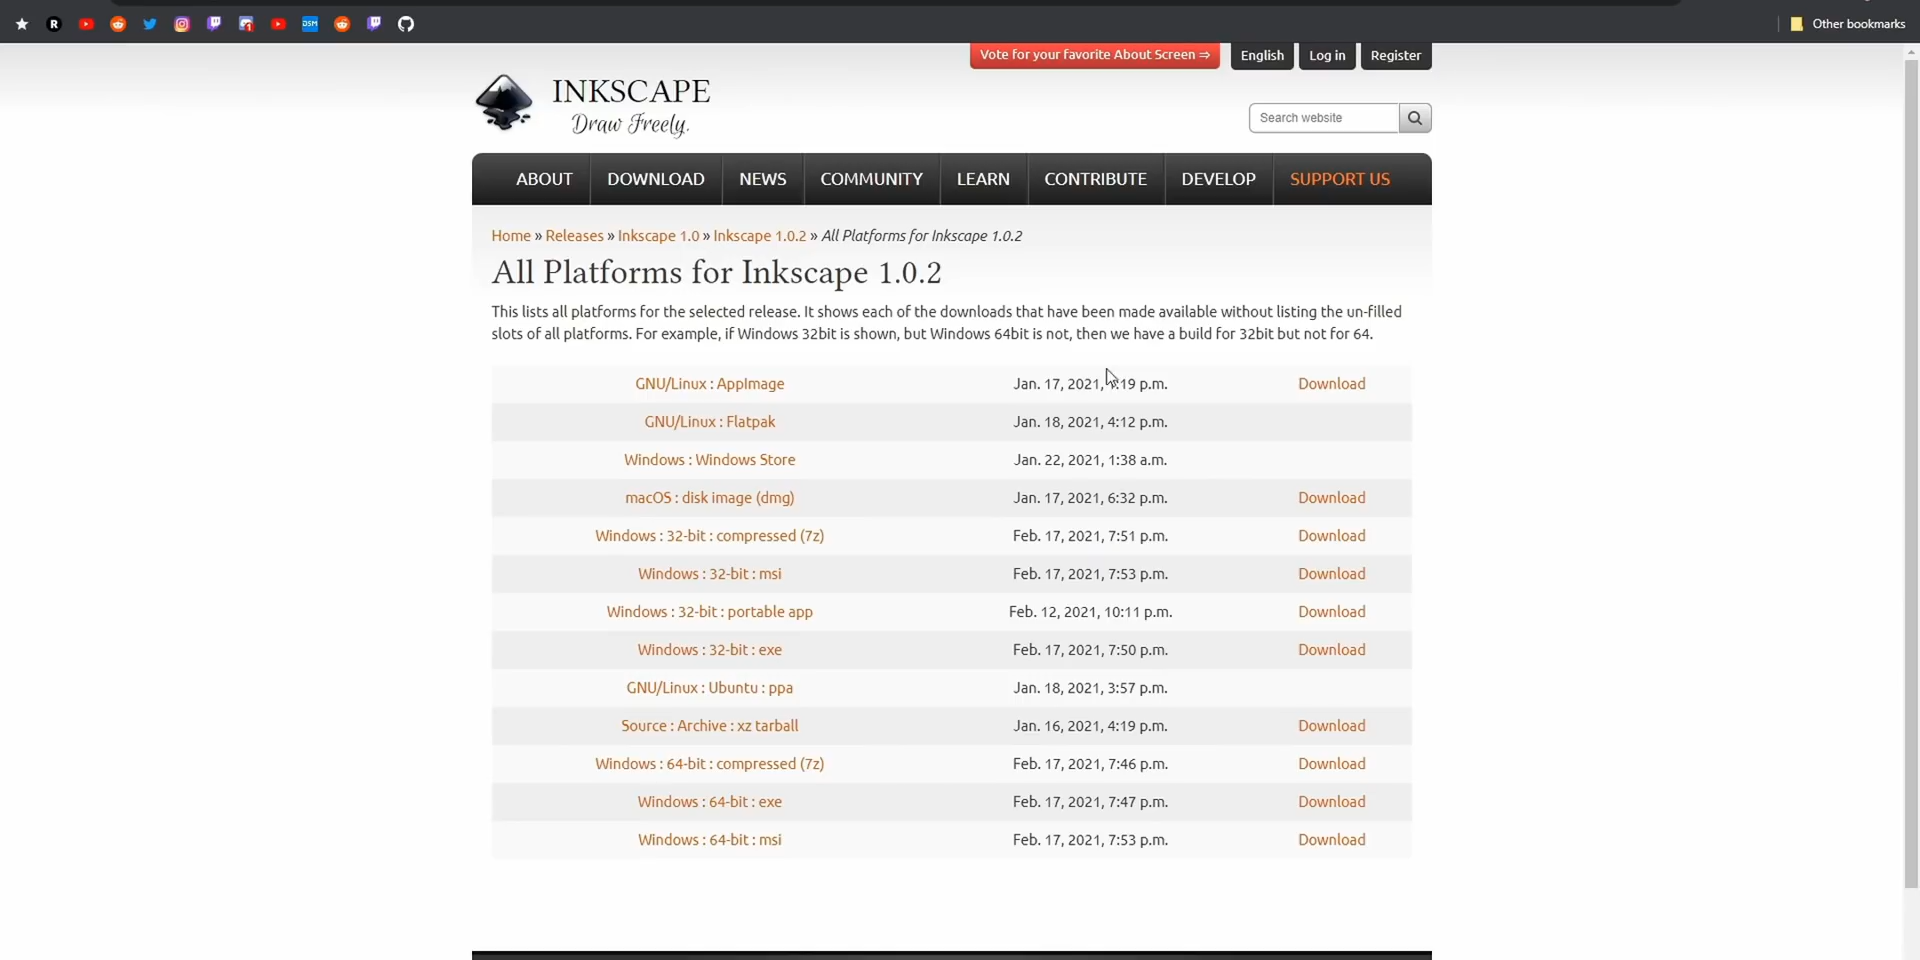 Other bookmarks
Vote for your favorite About Screen ⇒
English
Log in
Register
INKSCAPE
Draw Freely.
Search website
ABOUT
DOWNLOAD
NEWS
COMMUNITY
LEARN
CONTRIBUTE
DEVELOP
SUPPORT US
Home » Releases » Inkscape 1.0 » Inkscape 1.0.2 » All Platforms for Inkscape 1.0.2
All Platforms for Inkscape 1.0.2
This lists all platforms for the selected release. It shows each of the downloads that have been made available without listing the un-filled
slots of all platforms. For example, if Windows 32bit is shown, but Windows 64bit is not, then we have a build for 32bit but not for 64.
GNU/Linux : AppImage Jan. 17, 2021, :19 p.m. Download
GNU/Linux : Flatpak Jan. 18, 2021, 4:12 p.m.
Windows : Windows Store Jan. 22, 2021, 1:38 a.m.
macOS : disk image (dmg) Jan. 17, 2021, 6:32 p.m. Download
Windows : 32-bit : compressed (7z) Feb. 17, 2021, 7:51 p.m. Download
Windows : 32-bit : msi Feb. 17, 2021, 7:53 p.m. Download
Windows : 32-bit : portable app Feb. 12, 2021, 10:11 p.m. Download
Windows : 32-bit : exe Feb. 17, 2021, 7:50 p.m. Download
GNU/Linux : Ubuntu : ppa Jan. 18, 2021, 3:57 p.m.
Source : Archive : xz tarball Jan. 16, 2021, 4:19 p.m. Download
Windows : 64-bit : compressed (7z) Feb. 17, 2021, 7:46 p.m. Download
Windows : 64-bit : exe Feb. 17, 2021, 7:47 p.m. Download
Windows : 64-bit : msi Feb. 17, 2021, 7:53 p.m. Download